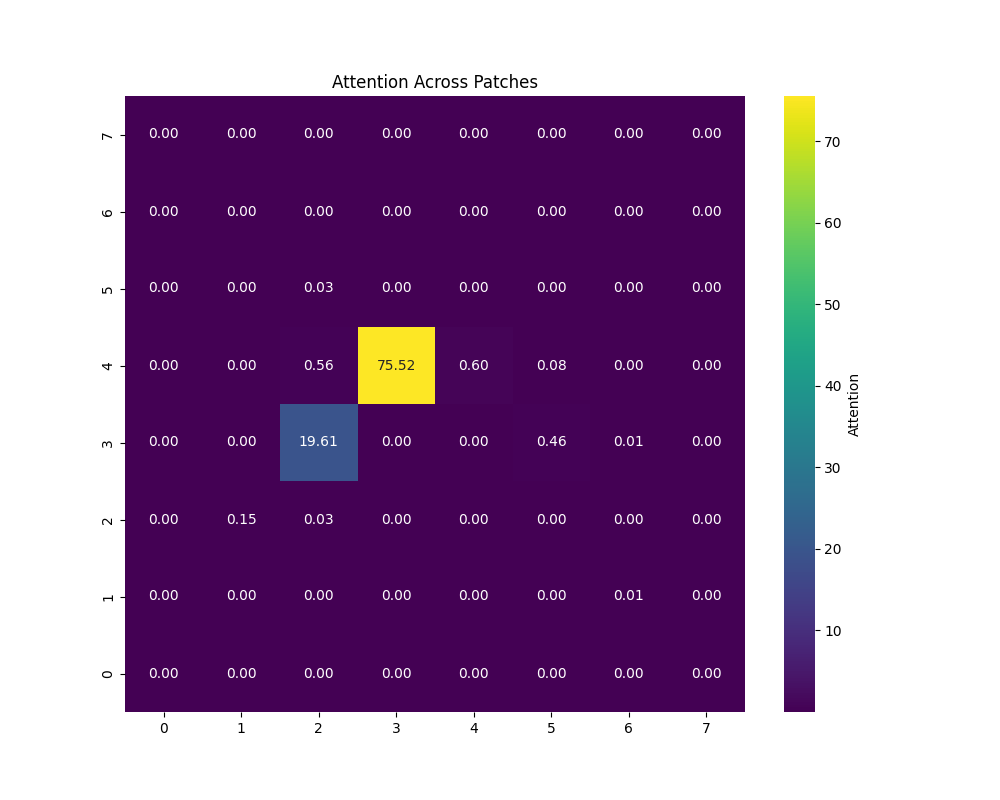 Attention Across Patches
7 0.00 0.00 0.00 0.00 0.00 0.00 0.00 0.00
6 0.00 0.00 0.00 0.00 0.00 0.00 0.00 0.00
5 0.00 0.00 0.03 0.00 0.00 0.00 0.00 0.00
4 0.00 0.00 0.56 75.52 0.60 0.08 0.00 0.00
3 0.00 0.00 19.61 0.00 0.00 0.46 0.01 0.00
2 0.00 0.15 0.03 0.00 0.00 0.00 0.00 0.00
1 0.00 0.00 0.00 0.00 0.00 0.00 0.01 0.00
0 0.00 0.00 0.00 0.00 0.00 0.00 0.00 0.00
0 1 2 3 4 5 6 7
70
60
50
40
30
20
10
Attention